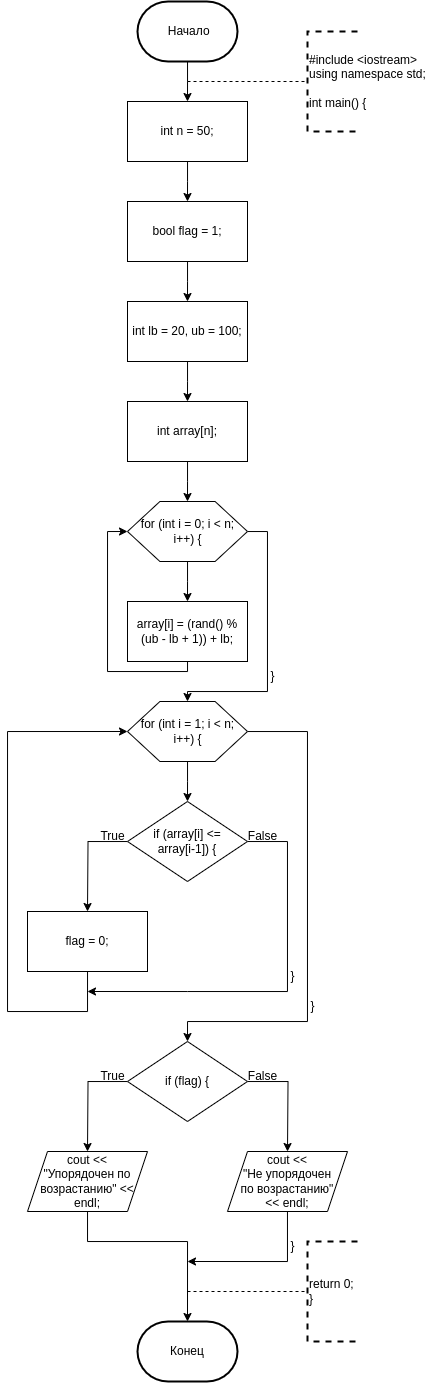 Начало
#include <iostream>
using namespace std;
int main() {
int n = 50;
bool flag = 1;
int lb = 20, ub = 100;
int array[n];
for (int i = 0; i < n;
i++) {
array[i] = (rand() %
(ub - lb + 1)) + lb;
}
for (int i = 1; i < n;
i++) {
True
if (array[i] <=
array[i-1]) {
False
flag = 0;
}
}
True
if (flag) {
False
cout <<
"Упорядочен по
возрастанию" <<
endl;
cout <<
"Не упорядочен
по возрастанию"
<< endl;
}
return 0;
}
Конец